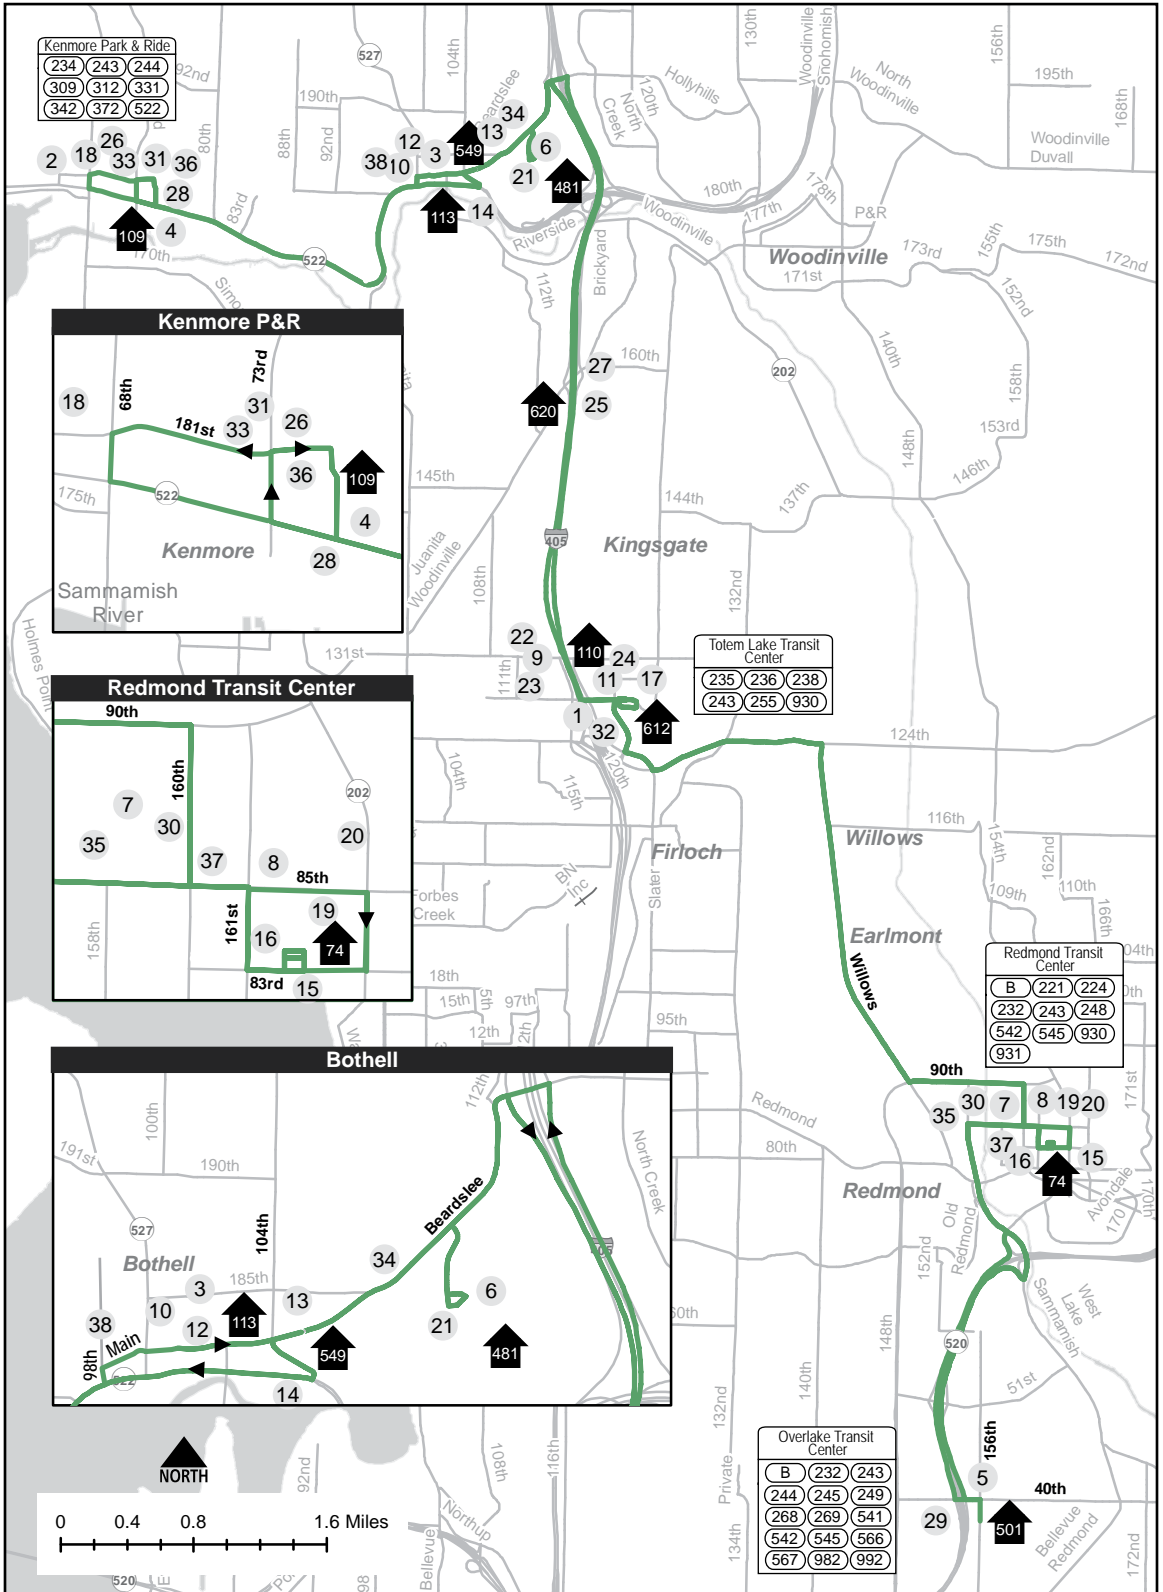 Kenmore Park & Ride
234 243 244
309 312 331
342 372 522
92nd
80th
88th
190th
92nd
527
104th
Beardslee
130th
Woodinville
Snohomish
156th
North
Woodinville
195th
168th
Hollyhills
120th
North
Creek
Woodinville
Duvall
2
18
26
33
31
36
28
4
109
170th
83rd
522
38
10
12
3
549
13
34
6
21
481
113
14
Riverside
180th
178th
177th
Woodinville
P&R
Woodinville
171st
173rd
155th
175th
172nd
152nd
158th
153rd
146th
140th
148th
202
112th
Brickyard
160th
27
620
25
Kenmore P&R
68th
73rd
18
181st
33
31
26
36
109
175th
522
4
Kenmore
28
Sammamish
River
145th
144th
137th
405
Kingsgate
Juanita
Woodinville
108th
132nd
Holmes Point
131st
22
9
23
111th
110
24
11
17
1
32
612
Totem Lake Transit
Center
235 236 238
243 255 930
124th
120th
115th
104th
Redmond Transit Center
90th
160th
202
7
30
35
37
8
20
85th
158th
161st
19
16
74
83rd
15
Forbes
Creek
BN
Inc
Slater
Firloch
116th
Willows
154th
162nd
109th
110th
166th
Earlmont
Willows
Redmond Transit
Center
B 221 224
232 243 248
542 545 930
931
18th
15th
5th
97th
12th
2th
95th
171st
90th
30
7
8
19
20
35
37
16
74
15
Redmond
80th
Redmond
Old
Redmond
152nd
Avondale
170th
Bothell
112th
191st
100th
190th
527
104th
Beardslee
North Creek
405
Bothell
185th
34
3
10
13
6
38
12
113
21
Main
98th
549
481
522
14
148th
140th
132nd
520
West
Lake
Sammamish
51st
156th
5
40th
29
501
Bellevue
Redmond
172nd
Overlake Transit
Center
B 232 243
244 245 249
268 269 541
542 545 566
567 982 992
Private
134th
NORTH
0 0.4 0.8 1.6 Miles
92nd
108th
116th
Northup
Bellevue
520